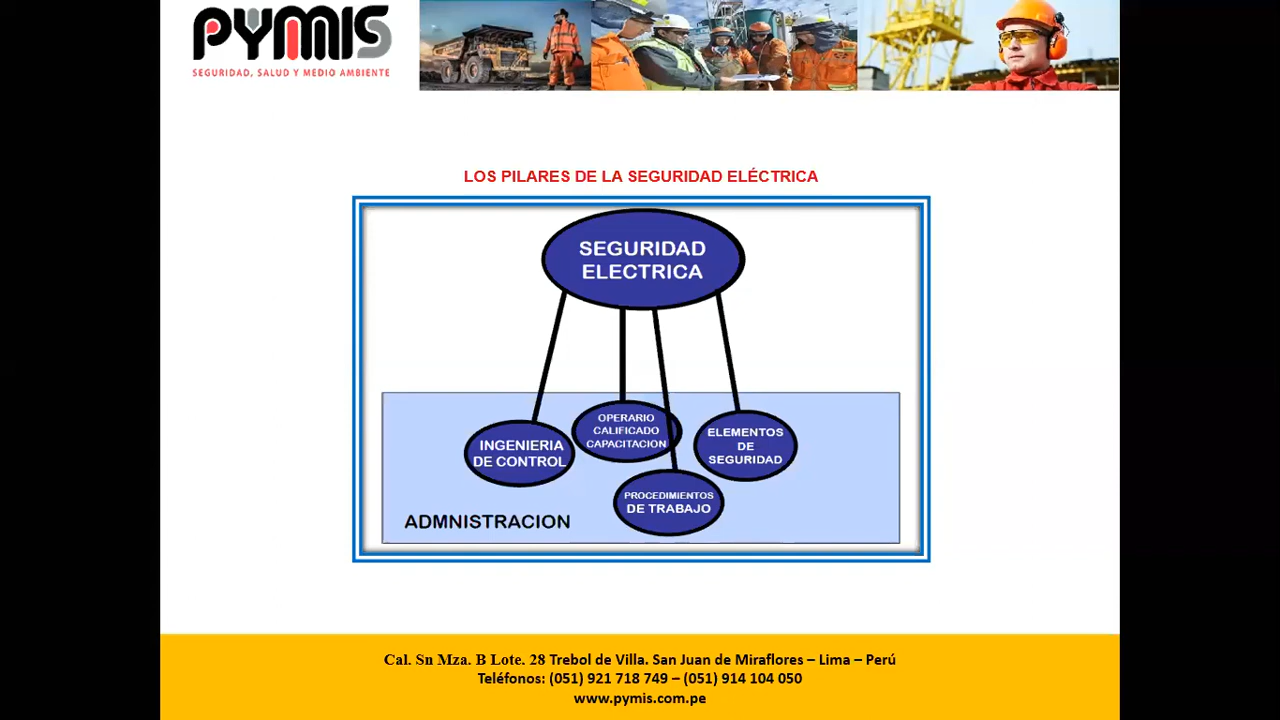 PYMIS
SEGURIDAD, SALUD Y MEDIO AMBIENTE
LOS PILARES DE LA SEGURIDAD ELÉCTRICA
SEGURIDAD
ELECTRICA
INGENIERIA
DE CONTROL
OPERARIO
CALIFICADO
CAPACITACION
ELEMENTOS
DE
SEGURIDAD
PROCEDIMIENTOS
DE TRABAJO
ADMNISTRACION
Cal. Sn Mza. B Lote. 28 Trebol de Villa. San Juan de Miraflores – Lima – Perú
Teléfonos: (051) 921 718 749 – (051) 914 104 050
www.pymis.com.pe